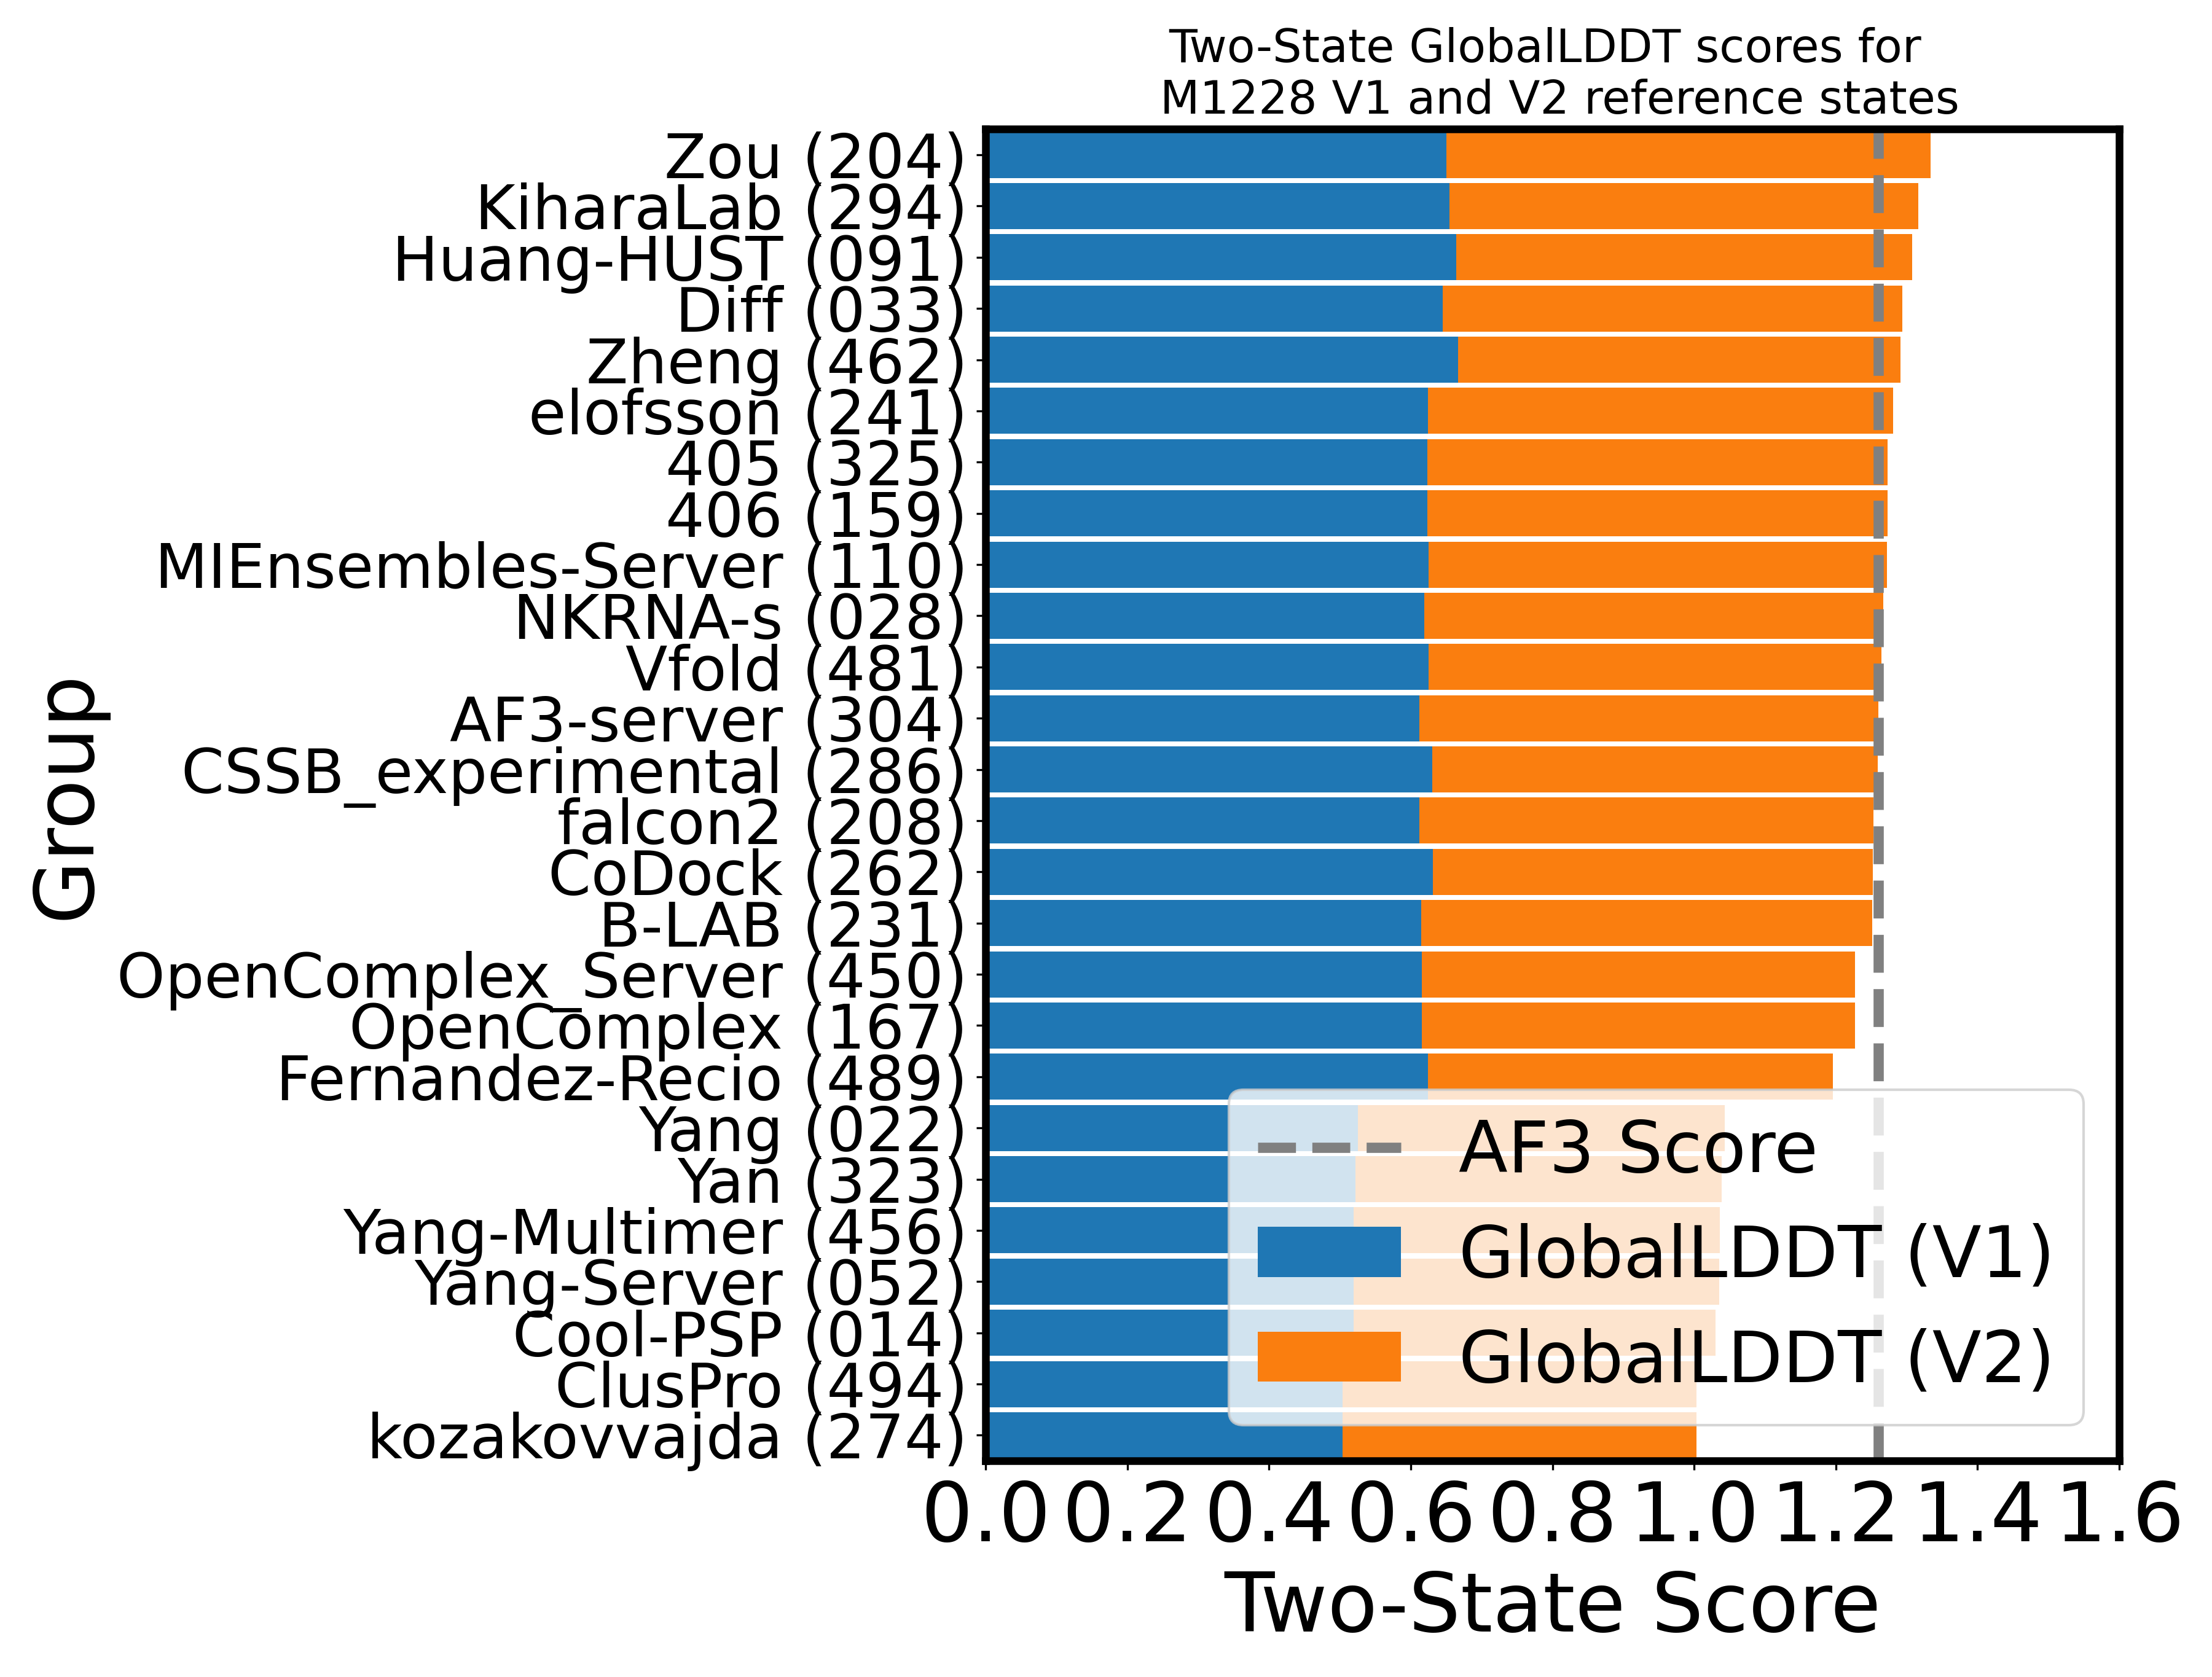 Two-State GlobalLDDT scores for
M1228 V1 and V2 reference states
Group
Zou (204)
KiharaLab (294)
Huang-HUST (091)
Diff (033)
Zheng (462)
elofsson (241)
405 (325)
406 (159)
MIEnsembles-Server (110)
NKRNA-s (028)
Vfold (481)
AF3-server (304)
CSSB_experimental (286)
falcon2 (208)
CoDock (262)
B-LAB (231)
OpenComplex_Server (450)
OpenComplex (167)
Fernandez-Recio (489)
Yang (022)
Yan (323)
Yang-Multimer (456)
Yang-Server (052)
Cool-PSP (014)
ClusPro (494)
kozakovvajda (274)
AF3 Score
GlobalLDDT (V1)
GlobalLDDT (V2)
0.0 0.2 0.4 0.6 0.8 1.0 1.2 1.4 1.6
Two-State Score